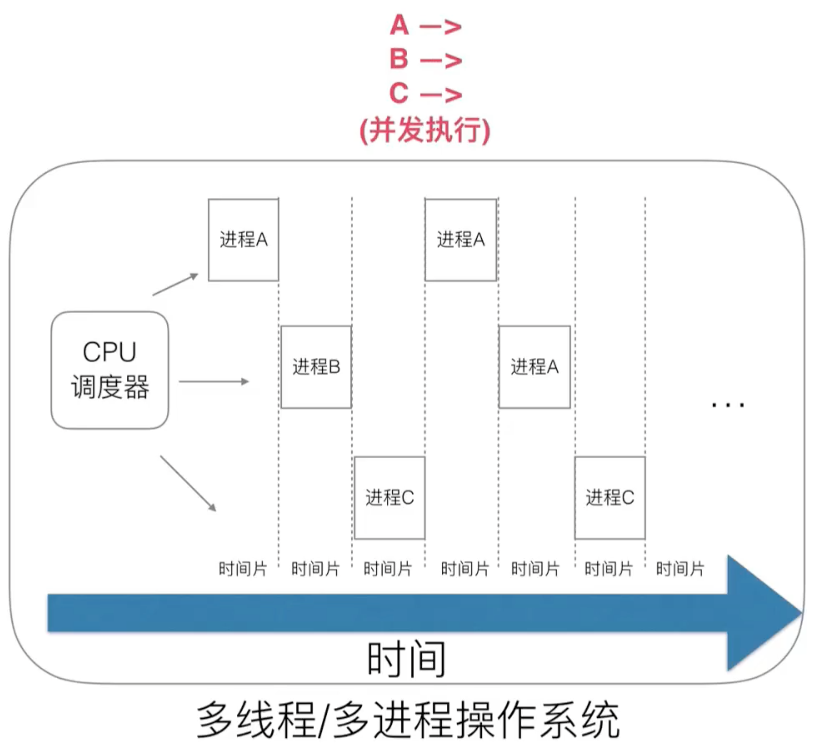 A —>
B —>
C —>
(并发执行)
进程A
进程A
CPU
调度器
进程B
进程A
...
进程C
进程C
时间片 时间片 时间片 时间片 时间片 时间片 时间片
时间
多线程/多进程操作系统